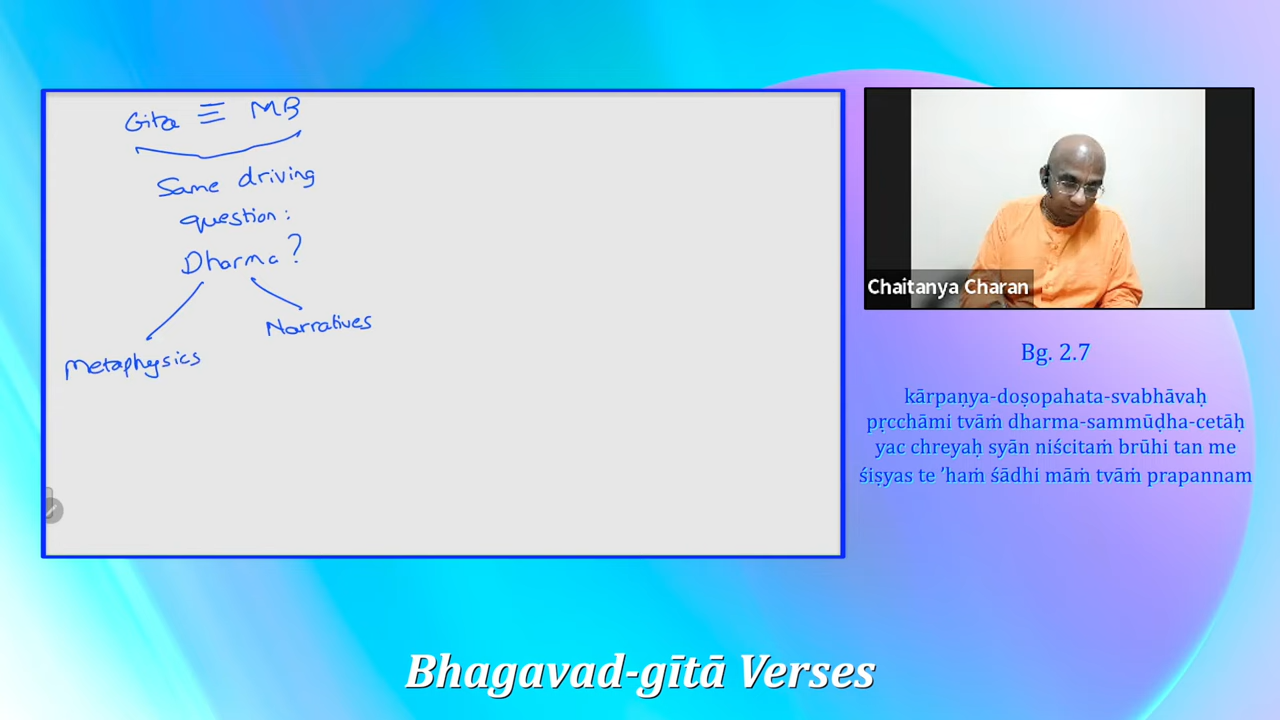 Gita ≡ MB
Same driving
question:
Dharma?
Narratives
Metaphysics
Chaitanya Charan
Bg. 2.7
kārpaṇya-doṣopahata-svabhāvaḥ
pṛcchāmi tvāṁ dharma-sammūḍha-cetāḥ
yac chreyaḥ syān niścitaṁ brūhi tan me
śiṣyas te ’haṁ śādhi māṁ tvāṁ prapannam
Bhagavad-gītā Verses